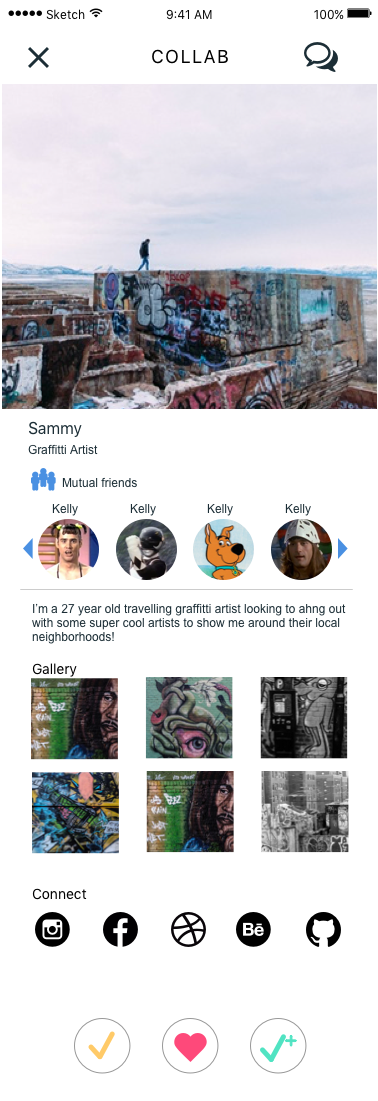 Sketch 9:41 AM 100%
COLLAB
Sammy
Graffitti Artist
Mutual friends
Kelly Kelly Kelly Kelly
I'm a 27 year old travelling graffitti artist looking to ahng out
with some super cool artists to show me around their local
neighborhoods!
Gallery
Connect
Bē